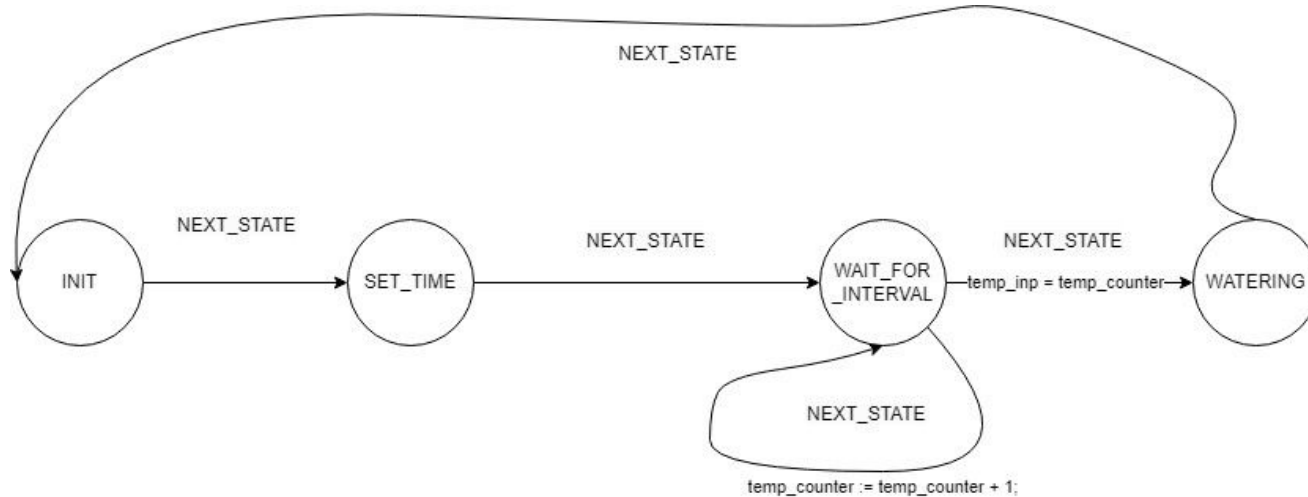 NEXT_STATE
NEXT_STATE
NEXT_STATE
NEXT_STATE
INIT
SET_TIME
WAIT_FOR
_INTERVAL
temp_inp = temp_counter
WATERING
NEXT_STATE
temp_counter := temp_counter + 1;